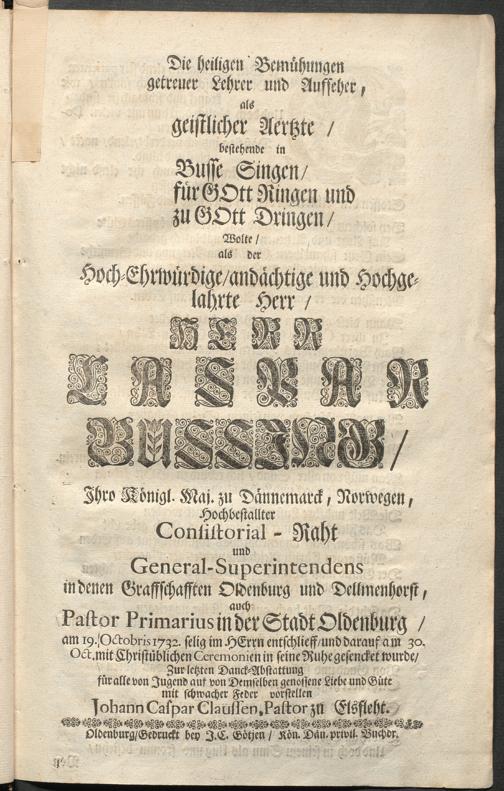 Die heiligen Bemühungen
getreuer Lehrer und Auffseher,
als
geistlicher Aertzte /
bestehende in
Busse Singen/
für GOtt Ringen und
zu GOtt Dringen/
Wolte/
als der
Hoch-Ehrwürdige/andächtige und Hochge-
lahrte Herr /
HERR
CASPAR
BUSSING/
Ihro Königl. Maj. zu Dännemarck, Norwegen,
Hochbestallter
Consistorial - Raht
und
General-Superintendens
in denen Graffschafften Oldenburg und Dellmenhorst,
auch
Pastor Primarius in der Stadt Oldenburg /
am 19. Octobris 1732. selig im HErrn entschlieff/und darauf am 30.
Oct. mit Christüblichen Ceremonien in seine Ruhe gesencket wurde/
Zur letzten Danck-Abstattung
für alle von Jugend auf von Demselben genossene Liebe und Güte
mit schwacher Feder vorstellen
Johann Caspar Claussen, Pastor zu Elsfleht.
Oldenburg/Gedruckt bey J.C. Götjen / Kön. Dän. privil. Buchdr.